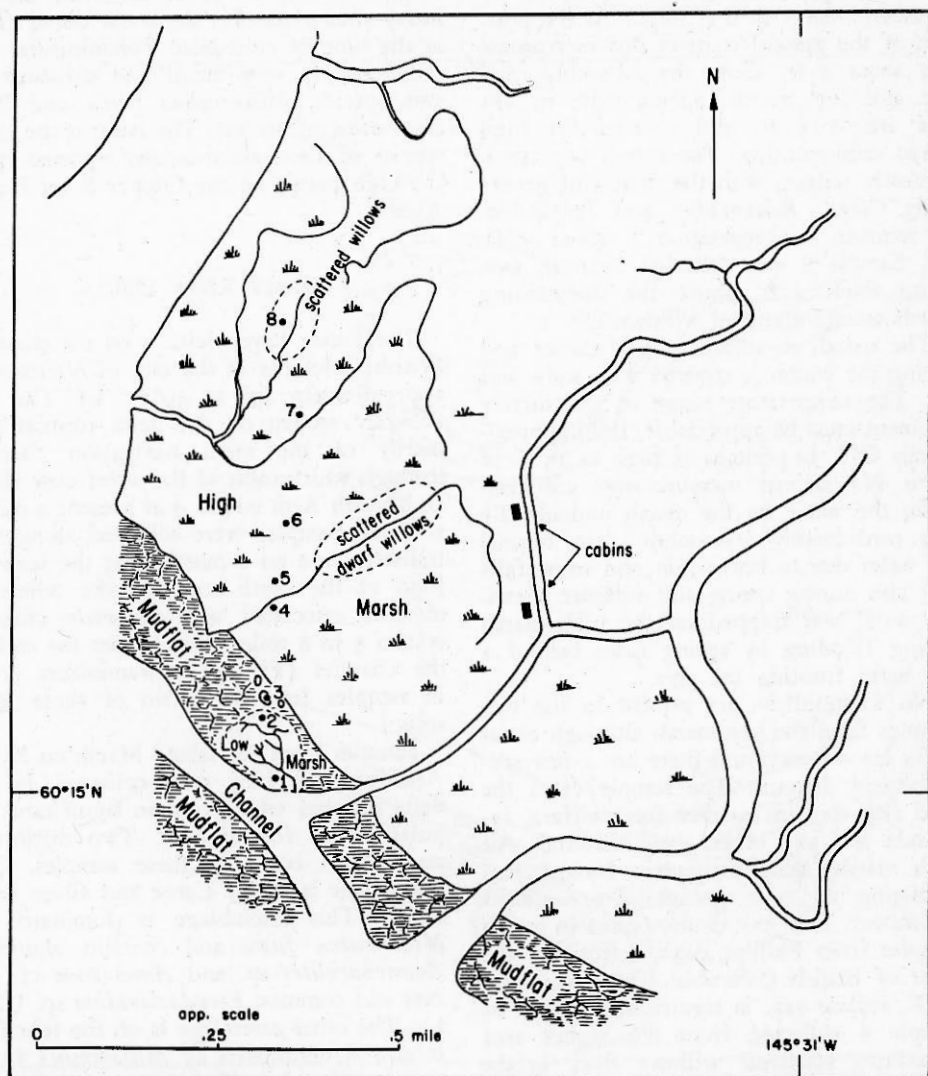 N
scattered willows
8
7
High
6
scattered
dwarf willows
cabins
5
4
Marsh
Mudflat
3
2
Low
Marsh
1
60°15'N
Channel
Mudflat
Mudflat
0 .25 .5
app. scale mile
145°31'W